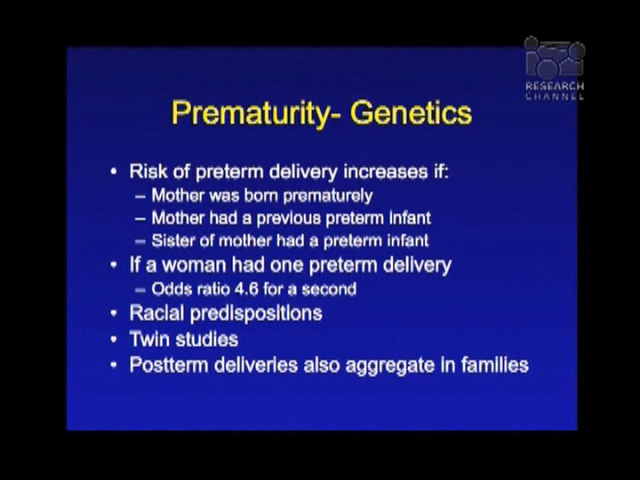 RESEARCH
CHANNEL
Prematurity- Genetics
• Risk of preterm delivery increases if:
– Mother was born prematurely
– Mother had a previous preterm infant
– Sister of mother had a preterm infant
• If a woman had one preterm delivery
– Odds ratio 4.6 for a second
• Racial predispositions
• Twin studies
• Postterm deliveries also aggregate in families